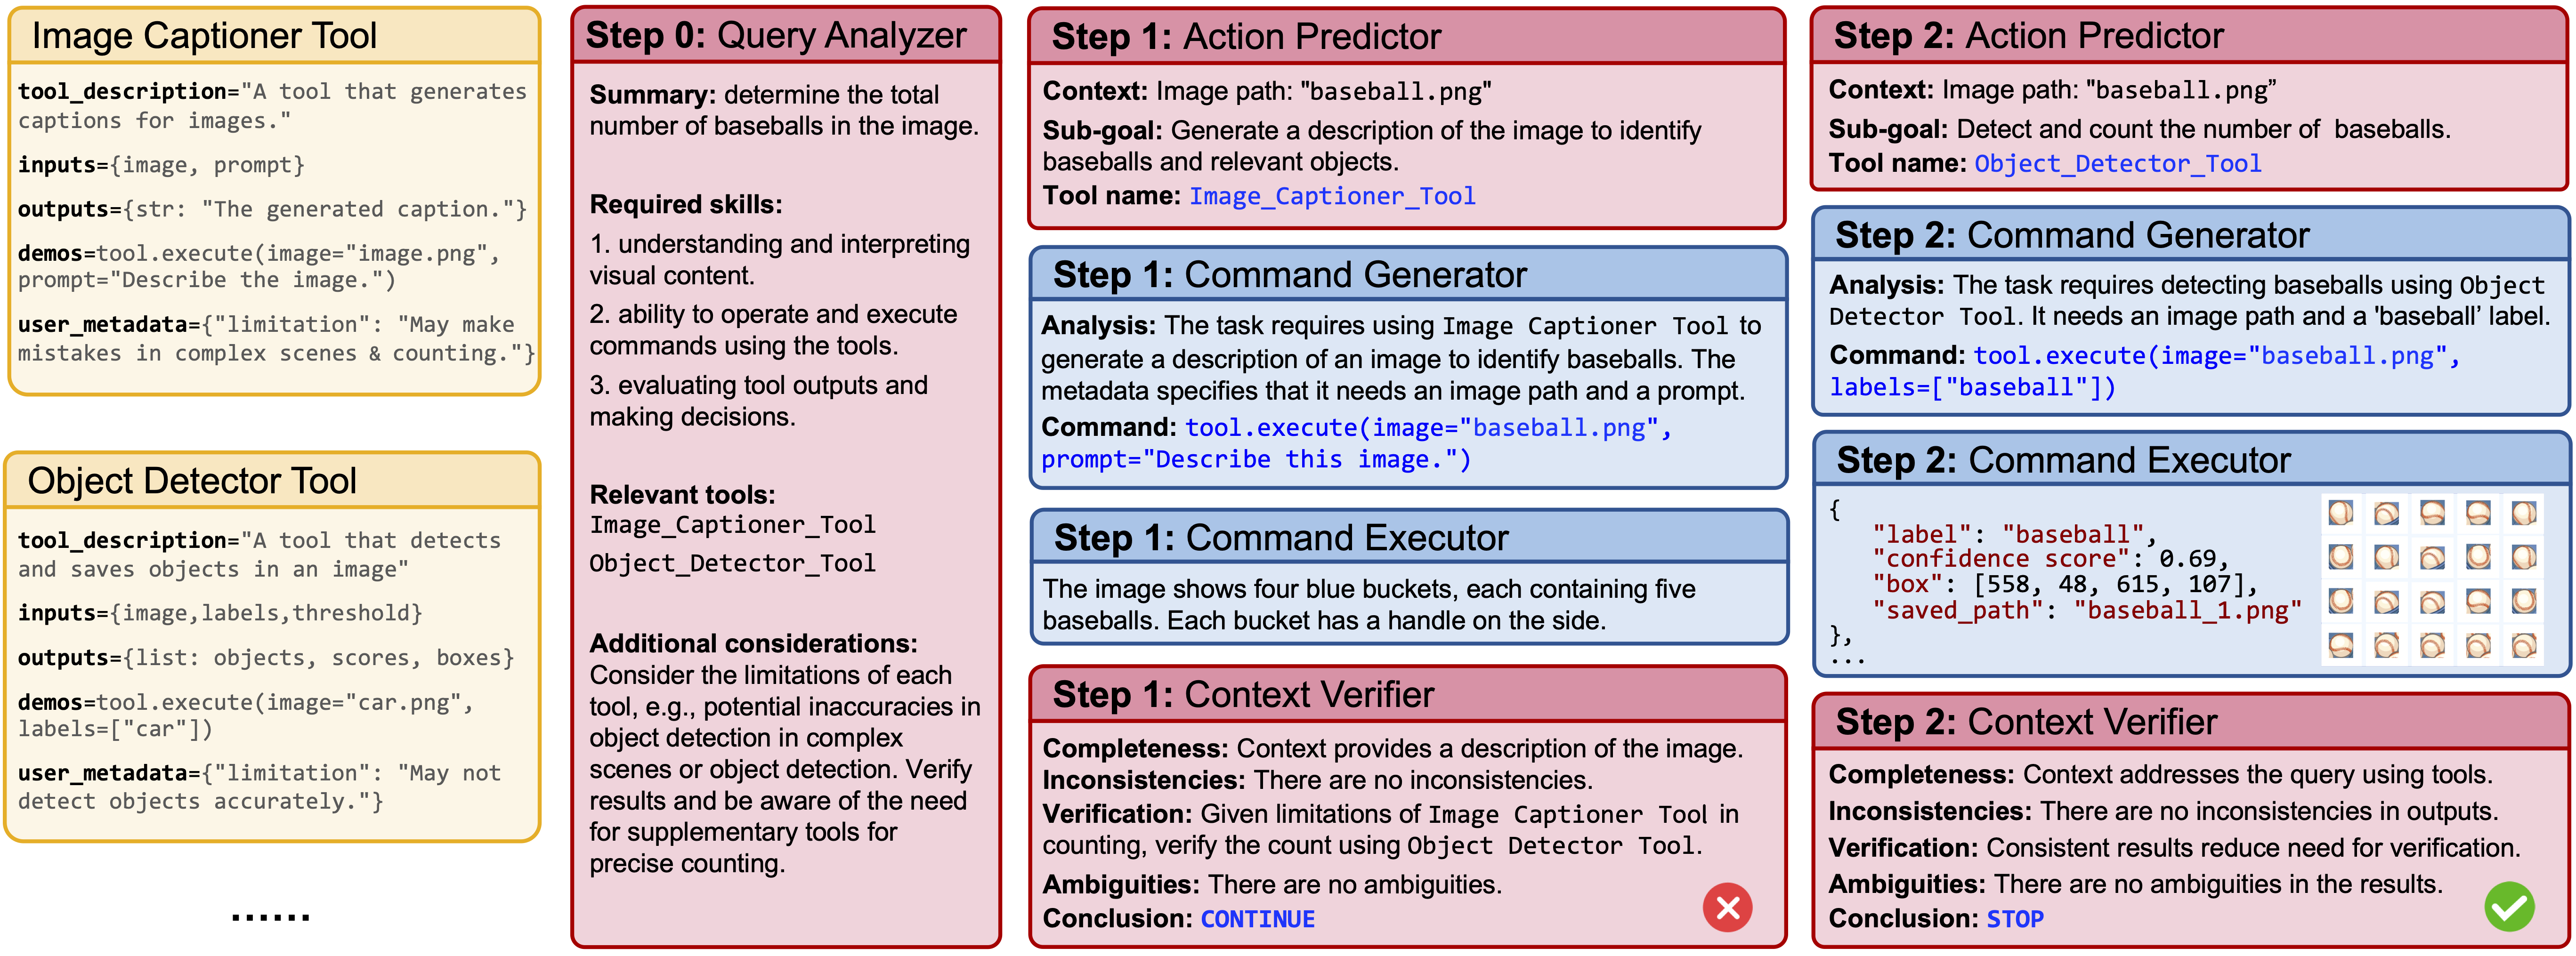 Image Captioner Tool
tool_description="A tool that generates
captions for images."
inputs={image, prompt}
outputs={str: "The generated caption."}
demos=tool.execute(image="image.png",
prompt="Describe the image.")
user_metadata={"limitation": "May make
mistakes in complex scenes & counting."}
Object Detector Tool
tool_description="A tool that detects
and saves objects in an image"
inputs={image,labels,threshold}
outputs={list: objects, scores, boxes}
demos=tool.execute(image="car.png",
labels=["car"])
user_metadata={"limitation": "May not
detect objects accurately."}
......
Step 0: Query Analyzer
Summary: determine the total
number of baseballs in the image.
Required skills:
1. understanding and interpreting
visual content.
2. ability to operate and execute
commands using the tools.
3. evaluating tool outputs and
making decisions.
Relevant tools:
Image_Captioner_Tool
Object_Detector_Tool
Additional considerations:
Consider the limitations of each
tool, e.g., potential inaccuracies in
object detection in complex
scenes or object detection. Verify
results and be aware of the need
for supplementary tools for
precise counting.
Step 1: Action Predictor
Context: Image path: "baseball.png"
Sub-goal: Generate a description of the image to identify
baseballs and relevant objects.
Tool name: Image_Captioner_Tool
Step 1: Command Generator
Analysis: The task requires using Image Captioner Tool to
generate a description of an image to identify baseballs. The
metadata specifies that it needs an image path and a prompt.
Command: tool.execute(image="baseball.png",
prompt="Describe this image.")
Step 1: Command Executor
The image shows four blue buckets, each containing five
baseballs. Each bucket has a handle on the side.
Step 1: Context Verifier
Completeness: Context provides a description of the image.
Inconsistencies: There are no inconsistencies.
Verification: Given limitations of Image Captioner Tool in
counting, verify the count using Object Detector Tool.
Ambiguities: There are no ambiguities.
Conclusion: CONTINUE
Step 2: Action Predictor
Context: Image path: "baseball.png”
Sub-goal: Detect and count the number of  baseballs.
Tool name: Object_Detector_Tool
Step 2: Command Generator
Analysis: The task requires detecting baseballs using Object
Detector Tool. It needs an image path and a 'baseball’ label.
Command: tool.execute(image="baseball.png",
labels=["baseball"])
Step 2: Command Executor
{
"label": "baseball",
"confidence score": 0.69,
"box": [558, 48, 615, 107],
"saved_path": "baseball_1.png"
},
...
Step 2: Context Verifier
Completeness: Context addresses the query using tools.
Inconsistencies: There are no inconsistencies in outputs.
Verification: Consistent results reduce need for verification.
Ambiguities: There are no ambiguities in the results.
Conclusion: STOP